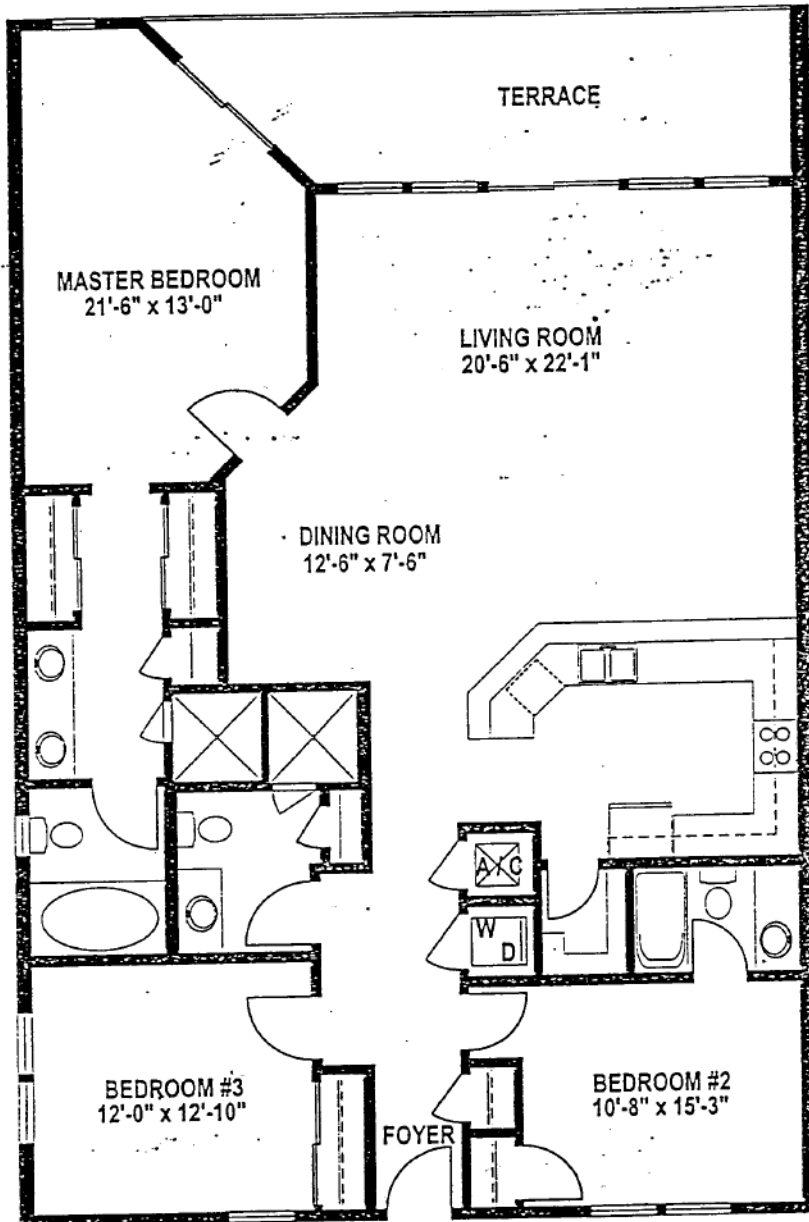 TERRACE
MASTER BEDROOM
21'-6" x 13'-0"
LIVING ROOM
20'-6" x 22'-1"
DINING ROOM
12'-6" x 7'-6"
A/C
W
D
BEDROOM #3
12'-0" x 12'-10"
BEDROOM #2
10'-8" x 15'-3"
FOYER